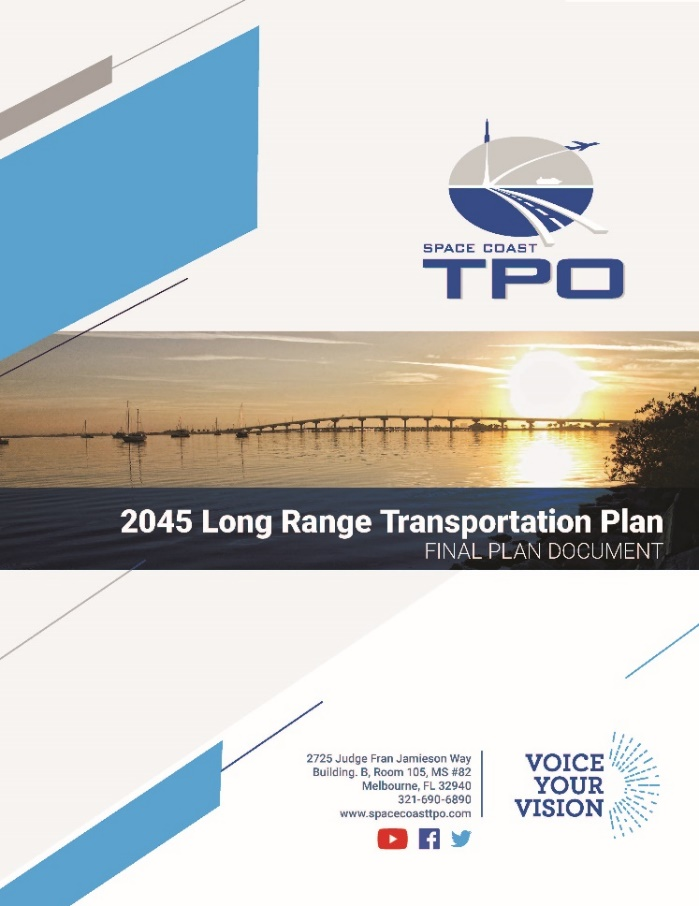 SPACE COAST
TPO
2045 Long Range Transportation Plan
FINAL PLAN DOCUMENT
2725 Judge Fran Jamieson Way
Building. B, Room 105, MS #82
Melbourne, FL 32940
321-690-6890
www.spacecoasttpo.com
VOICE
YOUR
VISION